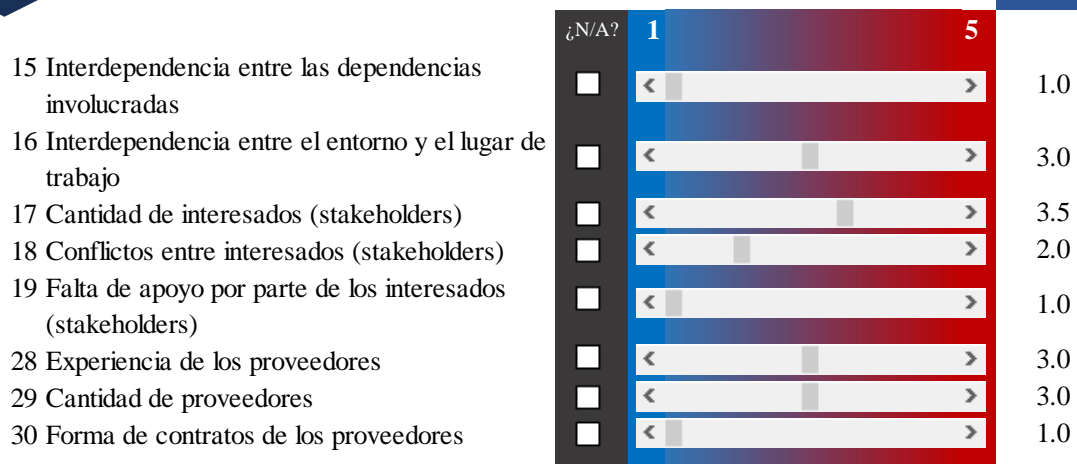 ¿N/A? 1 5
15 Interdependencia entre las dependencias
involucradas
1.0
16 Interdependencia entre el entorno y el lugar de
trabajo
3.0
17 Cantidad de interesados (stakeholders) 3.5
18 Conflictos entre interesados (stakeholders) 2.0
19 Falta de apoyo por parte de los interesados
(stakeholders)
1.0
28 Experiencia de los proveedores 3.0
29 Cantidad de proveedores 3.0
30 Forma de contratos de los proveedores 1.0